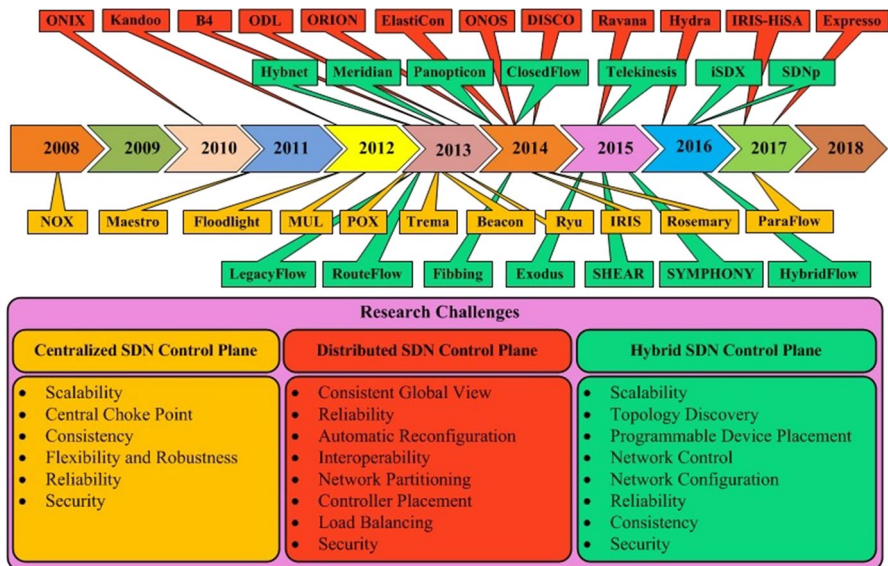 ONIX Kandoo B4 ODL ORION ElastiCon ONOS DISCO Ravana Hydra IRIS-HiSA Expresso
Hybnet Meridian Panopticon ClosedFlow Telekinesis iSDX SDNp
2008 2009 2010 2011 2012 2013 2014 2015 2016 2017 2018
NOX Maestro Floodlight MUL POX Trema Beacon Ryu IRIS Rosemary ParaFlow
LegacyFlow RouteFlow Fibbing Exodus SHEAR SYMPHONY HybridFlow
Research Challenges
Centralized SDN Control Plane
• Scalability
• Central Choke Point
• Consistency
• Flexibility and Robustness
• Reliability
• Security
Distributed SDN Control Plane
• Consistent Global View
• Reliability
• Automatic Reconfiguration
• Interoperability
• Network Partitioning
• Controller Placement
• Load Balancing
• Security
Hybrid SDN Control Plane
• Scalability
• Topology Discovery
• Programmable Device Placement
• Network Control
• Network Configuration
• Reliability
• Consistency
• Security